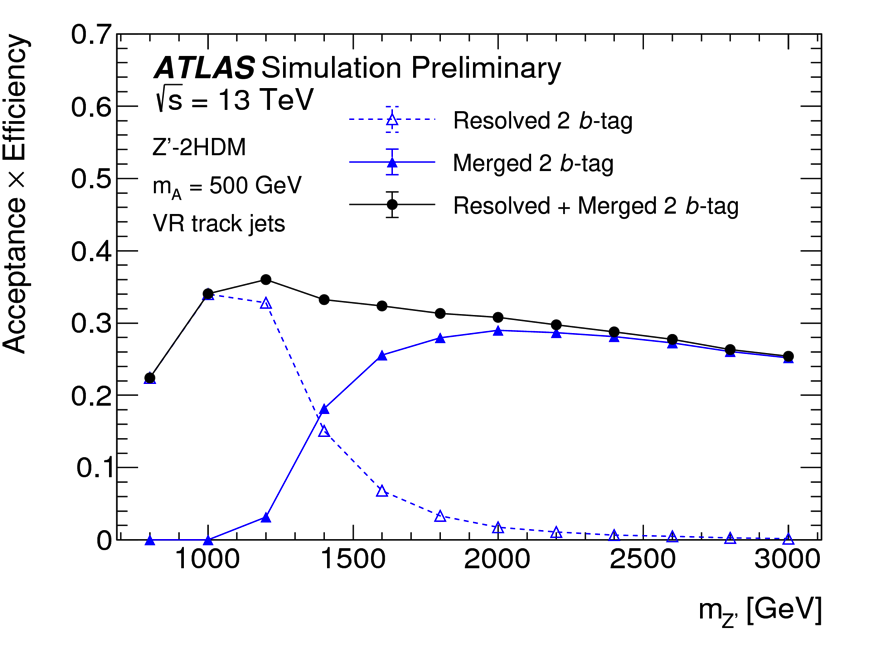 Acceptance × Efficiency
0.7
0.6
0.5
0.4
0.3
0.2
0.1
0
ATLAS Simulation Preliminary
√s = 13 TeV
Z'-2HDM
mA = 500 GeV
VR track jets
Resolved 2 b-tag
Merged 2 b-tag
Resolved + Merged 2 b-tag
1000 1500 2000 2500 3000
mZ' [GeV]